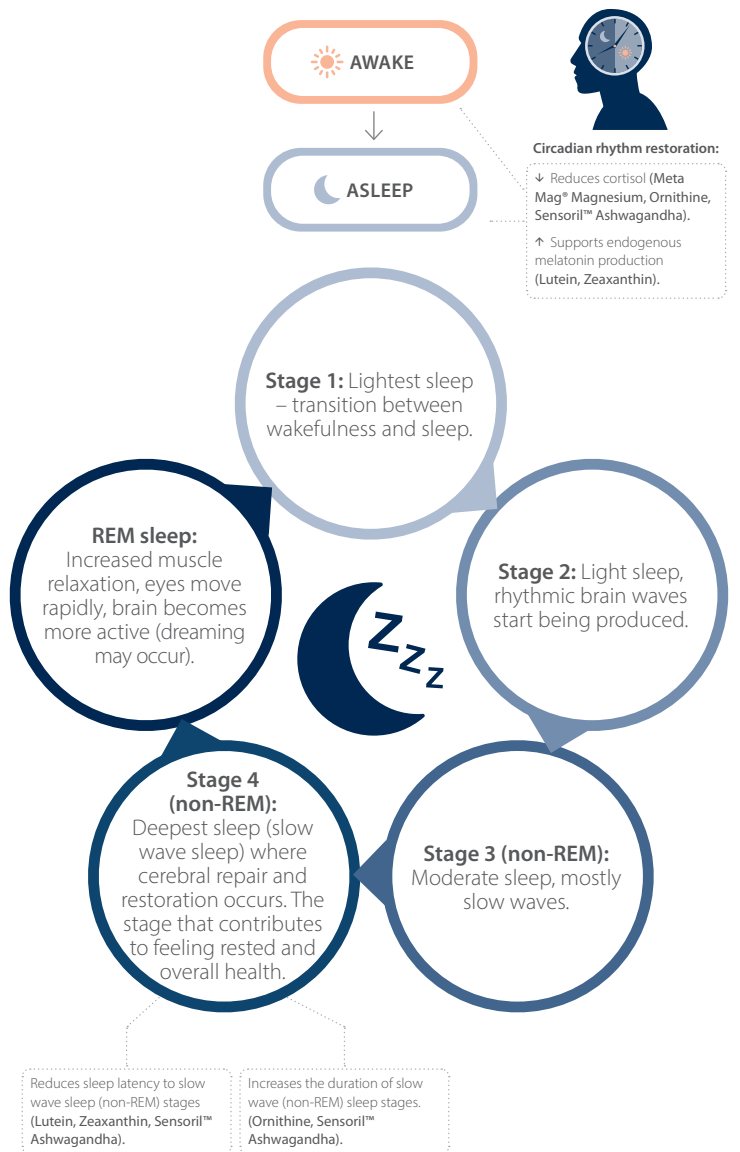 AWAKE
ASLEEP
Circadian rhythm restoration:
↓ Reduces cortisol (Meta
Mag® Magnesium, Ornithine,
Sensoril™ Ashwagandha).
↑ Supports endogenous
melatonin production
(Lutein, Zeaxanthin).
Stage 1: Lightest sleep
– transition between
wakefulness and sleep.
Stage 2: Light sleep,
rhythmic brain waves
start being produced.
Stage 3 (non-REM):
Moderate sleep, mostly
slow waves.
Stage 4
(non-REM):
Deepest sleep (slow
wave sleep) where
cerebral repair and
restoration occurs. The
stage that contributes
to feeling rested and
overall health.
REM sleep:
Increased muscle
relaxation, eyes move
rapidly, brain becomes
more active (dreaming
may occur).
Z
Z
Z
Reduces sleep latency to slow
wave sleep (non-REM) stages
(Lutein, Zeaxanthin, Sensoril™
Ashwagandha).
Increases the duration of slow
wave (non-REM) sleep stages.
(Ornithine, Sensoril™
Ashwagandha).